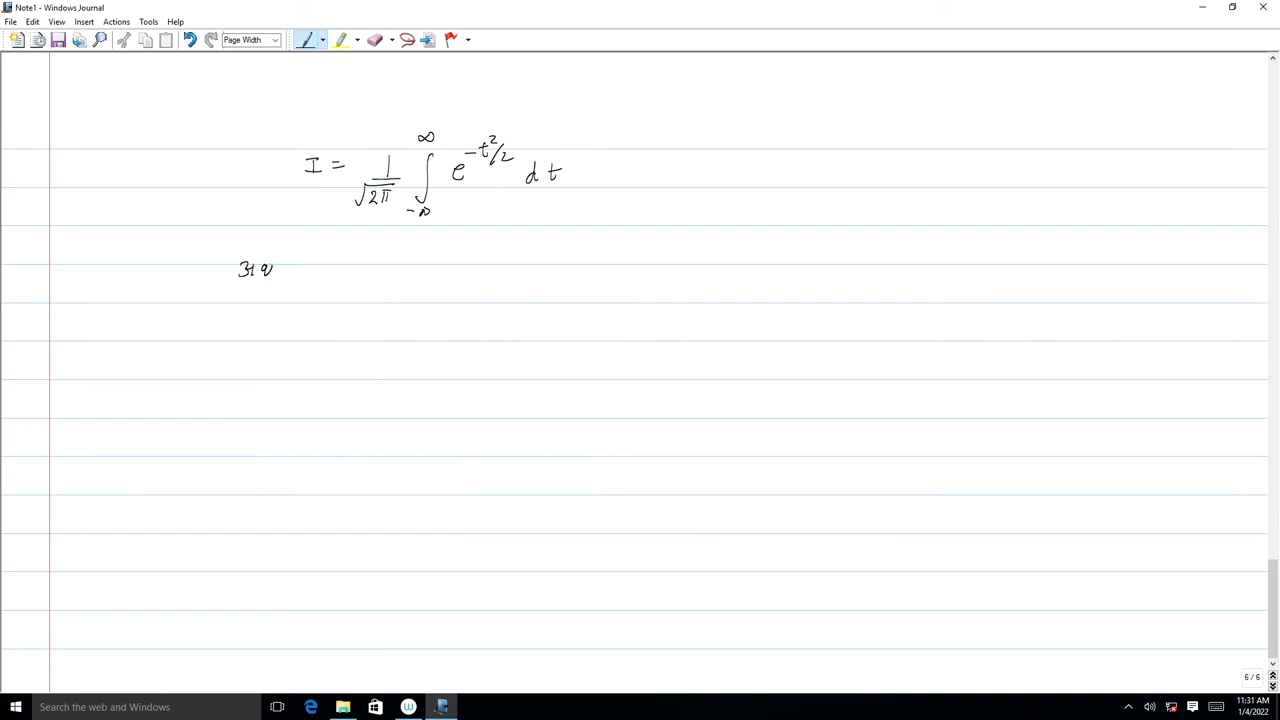 Note1 - Windows Journal
File Edit View Insert Actions Tools Help
Page Width
I = 1/√2π ∫_{-∞}^{∞} e^{-t²/2} dt
6 / 6
Search the web and Windows
11:31 AM
1/4/2022